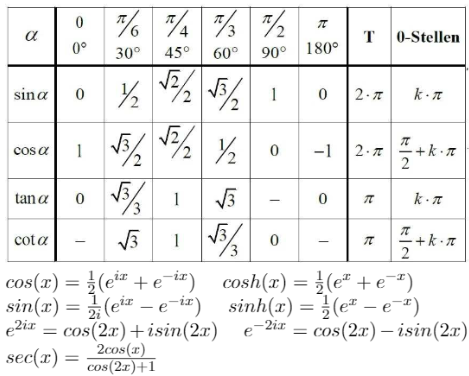 α 0 0° π/6 30° π/4 45° π/3 60° π/2 90° π 180° T 0-Stellen
sin α 0 1/2 √2/2 √3/2 1 0 2·π k·π
cos α 1 √3/2 √2/2 1/2 0 −1 2·π π/2+k·π
tan α 0 √3/3 1 √3 – 0 π k·π
cot α – √3 1 √3/3 0 – π π/2+k·π
cos(x) = 1/2(e^{ix} + e^{−ix}) cosh(x) = 1/2(e^x + e^{−x})
sin(x) = 1/2i(e^{ix} − e^{−ix}) sinh(x) = 1/2(e^x − e^{−x})
e^{2ix} = cos(2x) + isin(2x) e^{−2ix} = cos(2x) − isin(2x)
sec(x) = 2cos(x)/cos(2x)+1